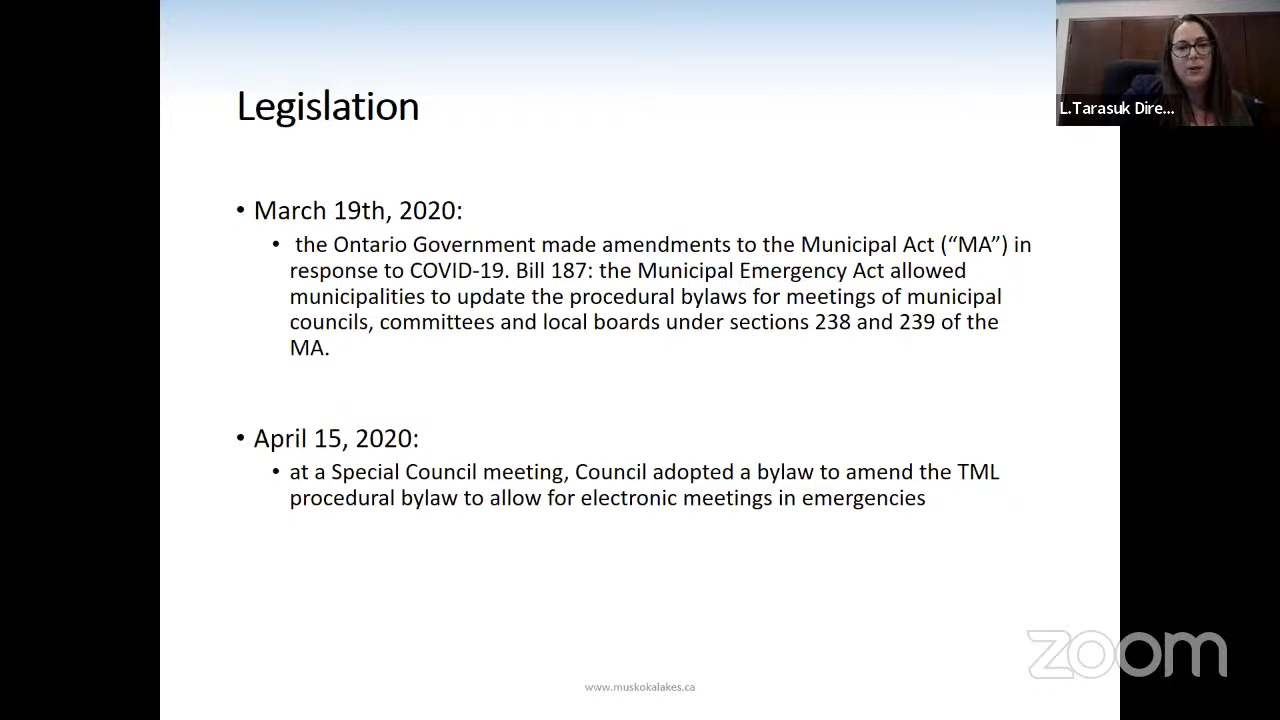 L.Tarasuk Dire...
Legislation
• March 19th, 2020:
• the Ontario Government made amendments to the Municipal Act (“MA”) in
response to COVID-19. Bill 187: the Municipal Emergency Act allowed
municipalities to update the procedural bylaws for meetings of municipal
councils, committees and local boards under sections 238 and 239 of the
MA.
• April 15, 2020:
• at a Special Council meeting, Council adopted a bylaw to amend the TML
procedural bylaw to allow for electronic meetings in emergencies
zoom
www.muskokalakes.ca